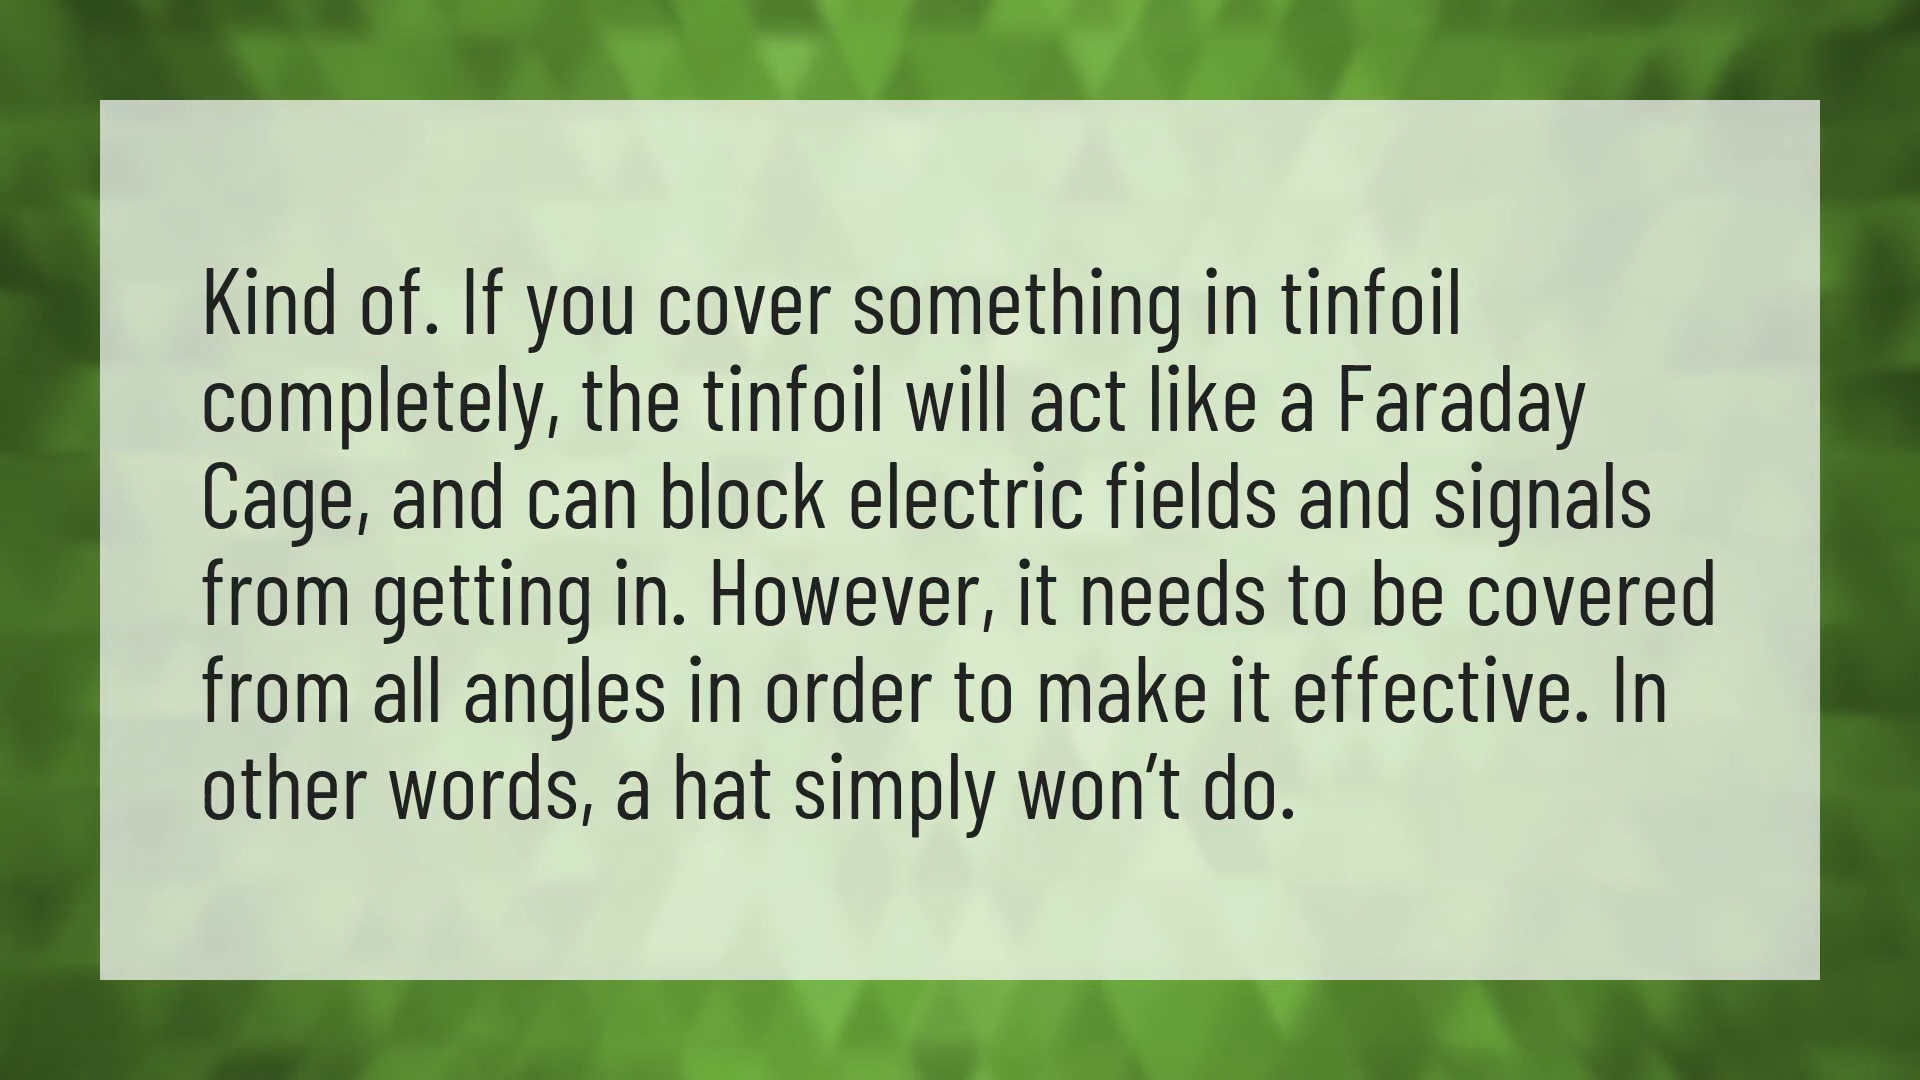 Kind of. If you cover something in tinfoil
completely, the tinfoil will act like a Faraday
Cage, and can block electric fields and signals
from getting in. However, it needs to be covered
from all angles in order to make it effective. In
other words, a hat simply won’t do.